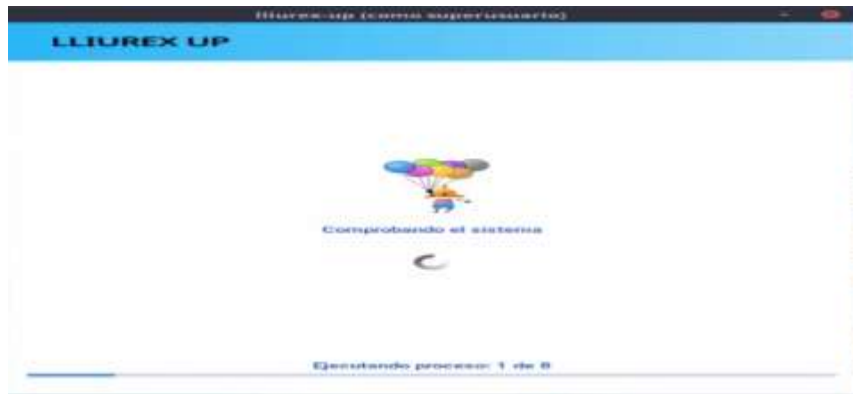 lliurex-up (como superusuario)
LLIUREX UP
Comprobando el sistema
Ejecutando proceso: 1 de 8